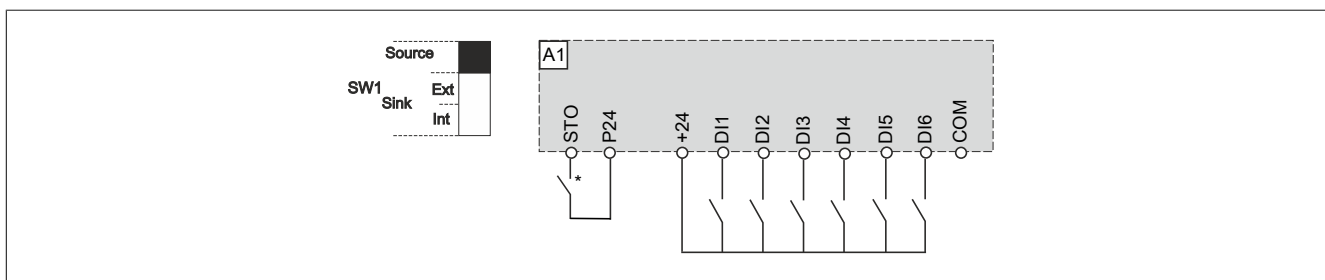 Source
SW1
Sink
Ext
Int
A1
STO
P24
+24
DI1
DI2
DI3
DI4
DI5
DI6
COM
*